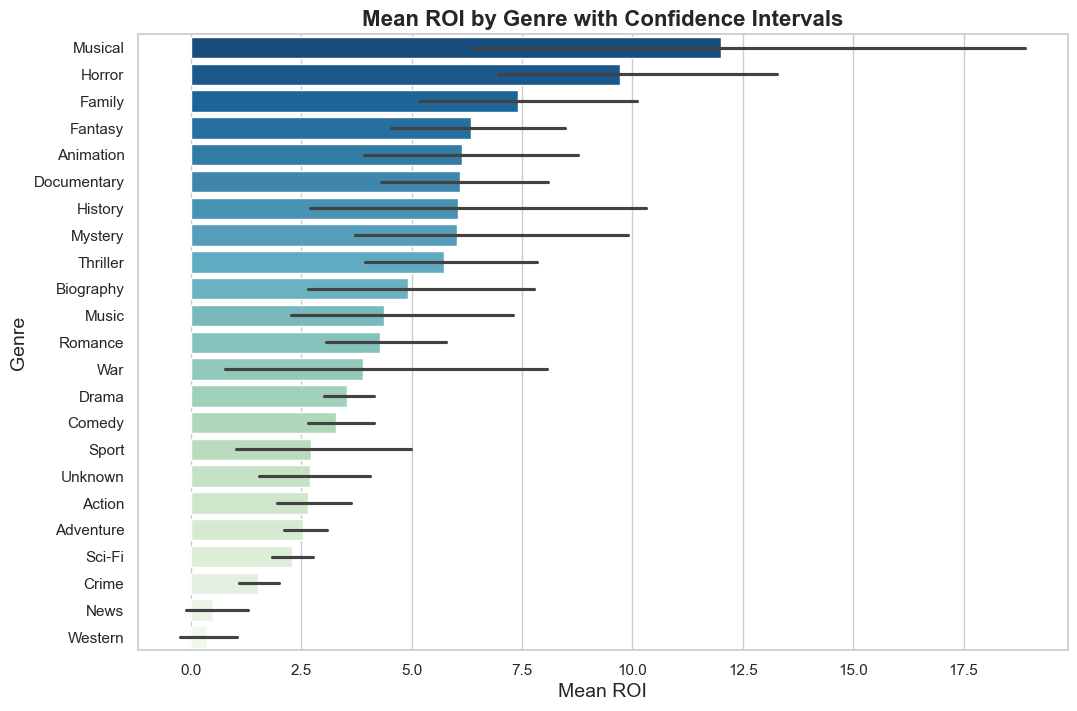 Mean ROI by Genre with Confidence Intervals
Musical
Horror
Family
Fantasy
Animation
Documentary
History
Mystery
Thriller
Biography
Music
Romance
War
Drama
Comedy
Sport
Unknown
Action
Adventure
Sci-Fi
Crime
News
Western
Genre
0.0 2.5 5.0 7.5 10.0 12.5 15.0 17.5
Mean ROI